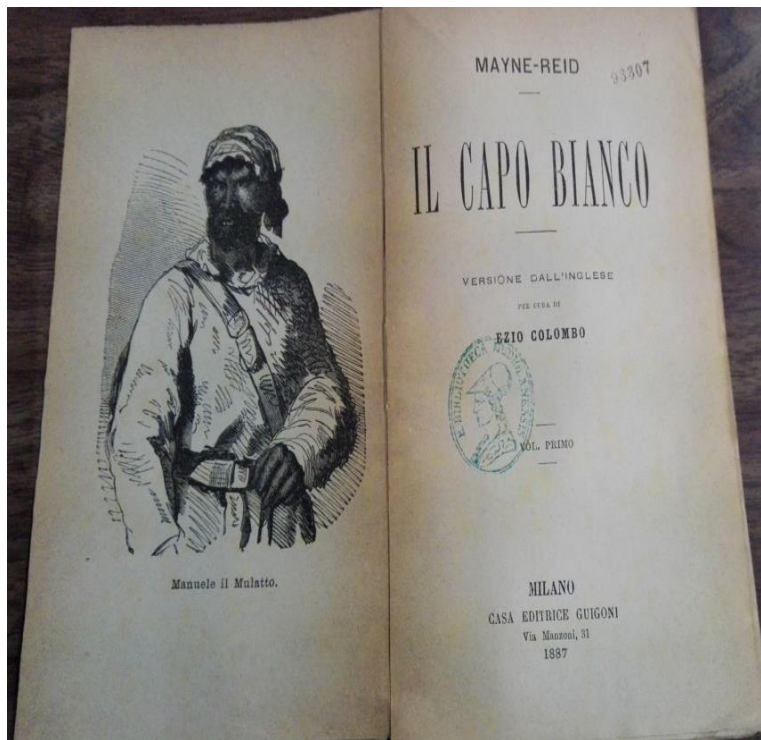 Manuele il Mulatto.
MAYNE-REID
93307
IL CAPO BIANCO
VERSIONE DALL'INGLESE
PER CURA DI
EZIO COLOMBO
E BIBLIOTHECA
VOL. PRIMO
MILANO
CASA EDITRICE GUIGONI
Via Manzoni, 31
1887